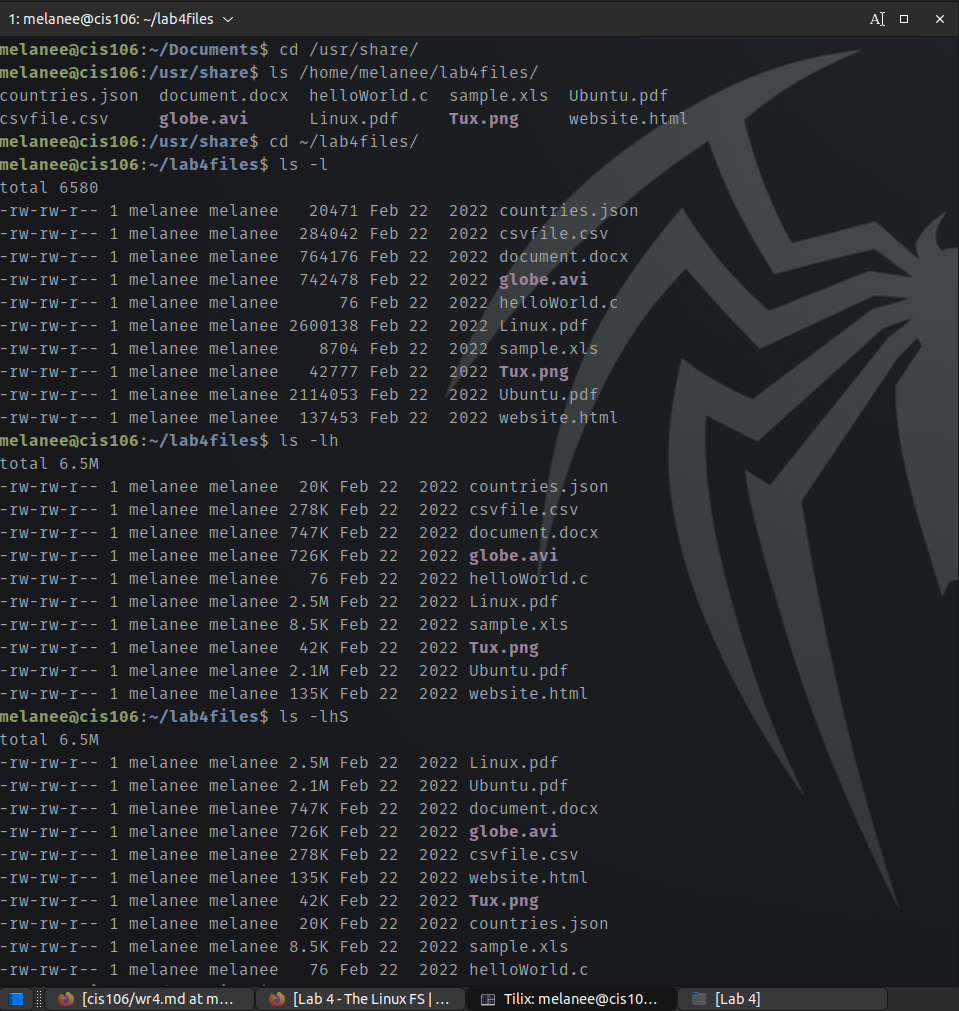 1: melanee@cis106: ~/lab4files
melanee@cis106:~/Documents$ cd /usr/share/
melanee@cis106:/usr/share$ ls /home/melanee/lab4files/
countries.json  document.docx  helloWorld.c  sample.xls  Ubuntu.pdf
csvfile.csv     globe.avi      Linux.pdf     Tux.png     website.html
melanee@cis106:/usr/share$ cd ~/lab4files/
melanee@cis106:~/lab4files$ ls -l
total 6580
-rw-rw-r-- 1 melanee melanee   20471 Feb 22  2022 countries.json
-rw-rw-r-- 1 melanee melanee  284042 Feb 22  2022 csvfile.csv
-rw-rw-r-- 1 melanee melanee  764176 Feb 22  2022 document.docx
-rw-rw-r-- 1 melanee melanee  742478 Feb 22  2022 globe.avi
-rw-rw-r-- 1 melanee melanee      76 Feb 22  2022 helloWorld.c
-rw-rw-r-- 1 melanee melanee 2600138 Feb 22  2022 Linux.pdf
-rw-rw-r-- 1 melanee melanee    8704 Feb 22  2022 sample.xls
-rw-rw-r-- 1 melanee melanee   42777 Feb 22  2022 Tux.png
-rw-rw-r-- 1 melanee melanee 2114053 Feb 22  2022 Ubuntu.pdf
-rw-rw-r-- 1 melanee melanee  137453 Feb 22  2022 website.html
melanee@cis106:~/lab4files$ ls -lh
total 6.5M
-rw-rw-r-- 1 melanee melanee  20K Feb 22  2022 countries.json
-rw-rw-r-- 1 melanee melanee 278K Feb 22  2022 csvfile.csv
-rw-rw-r-- 1 melanee melanee 747K Feb 22  2022 document.docx
-rw-rw-r-- 1 melanee melanee 726K Feb 22  2022 globe.avi
-rw-rw-r-- 1 melanee melanee   76 Feb 22  2022 helloWorld.c
-rw-rw-r-- 1 melanee melanee 2.5M Feb 22  2022 Linux.pdf
-rw-rw-r-- 1 melanee melanee 8.5K Feb 22  2022 sample.xls
-rw-rw-r-- 1 melanee melanee  42K Feb 22  2022 Tux.png
-rw-rw-r-- 1 melanee melanee 2.1M Feb 22  2022 Ubuntu.pdf
-rw-rw-r-- 1 melanee melanee 135K Feb 22  2022 website.html
melanee@cis106:~/lab4files$ ls -lhS
total 6.5M
-rw-rw-r-- 1 melanee melanee 2.5M Feb 22  2022 Linux.pdf
-rw-rw-r-- 1 melanee melanee 2.1M Feb 22  2022 Ubuntu.pdf
-rw-rw-r-- 1 melanee melanee 747K Feb 22  2022 document.docx
-rw-rw-r-- 1 melanee melanee 726K Feb 22  2022 globe.avi
-rw-rw-r-- 1 melanee melanee 278K Feb 22  2022 csvfile.csv
-rw-rw-r-- 1 melanee melanee 135K Feb 22  2022 website.html
-rw-rw-r-- 1 melanee melanee  42K Feb 22  2022 Tux.png
-rw-rw-r-- 1 melanee melanee  20K Feb 22  2022 countries.json
-rw-rw-r-- 1 melanee melanee 8.5K Feb 22  2022 sample.xls
-rw-rw-r-- 1 melanee melanee   76 Feb 22  2022 helloWorld.c
[cis106/wr4.md at m... [Lab 4 - The Linux FS | ... Tilix: melanee@cis10... [Lab 4]